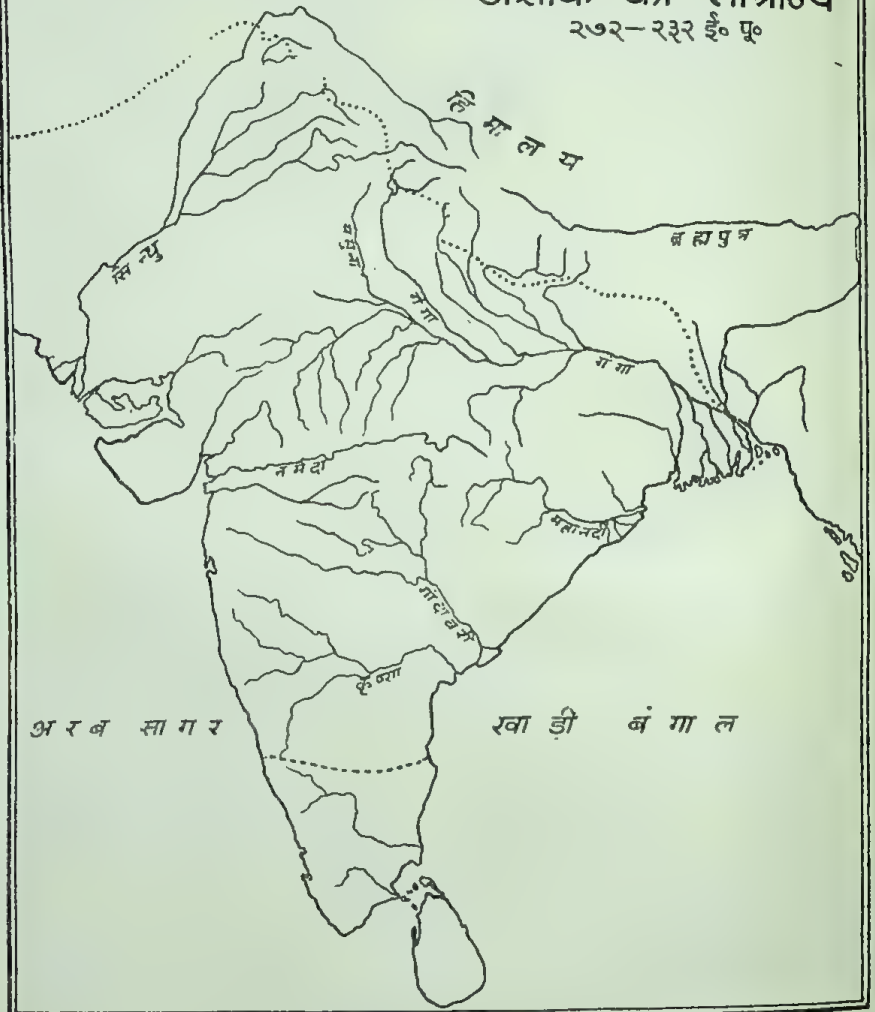 अशोक का साम्राज्य
२७२-२३२ ई० पू०
हिमालय
ब्रह्मपुत्र
सिन्धु
यमुना
गंगा
गंगा
नर्मदा
महानदी
गोदावरी
कृष्णा
अरब सागर
खाड़ी बंगाल